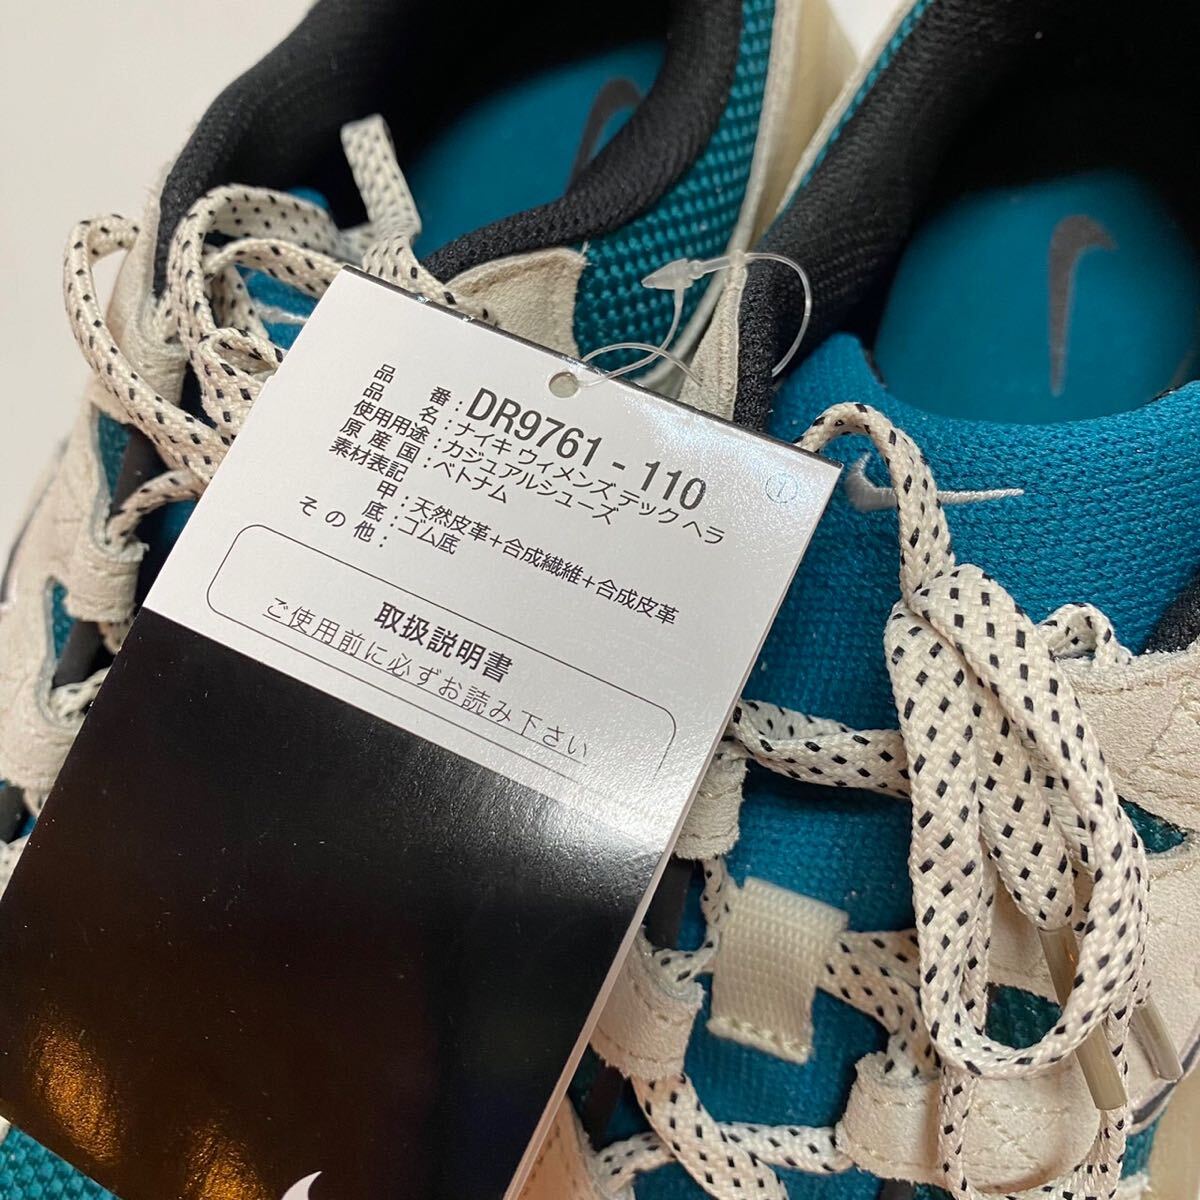 ①
品番：DR9761 - 110
品名：ナイキ ウィメンズ テック ヘラ
使用用途：カジュアルシューズ
原産国：ベトナム
素材表記
甲：天然皮革＋合成繊維＋合成皮革
底：ゴム底
その他：
取扱説明書
ご使用前に必ずお読み下さい